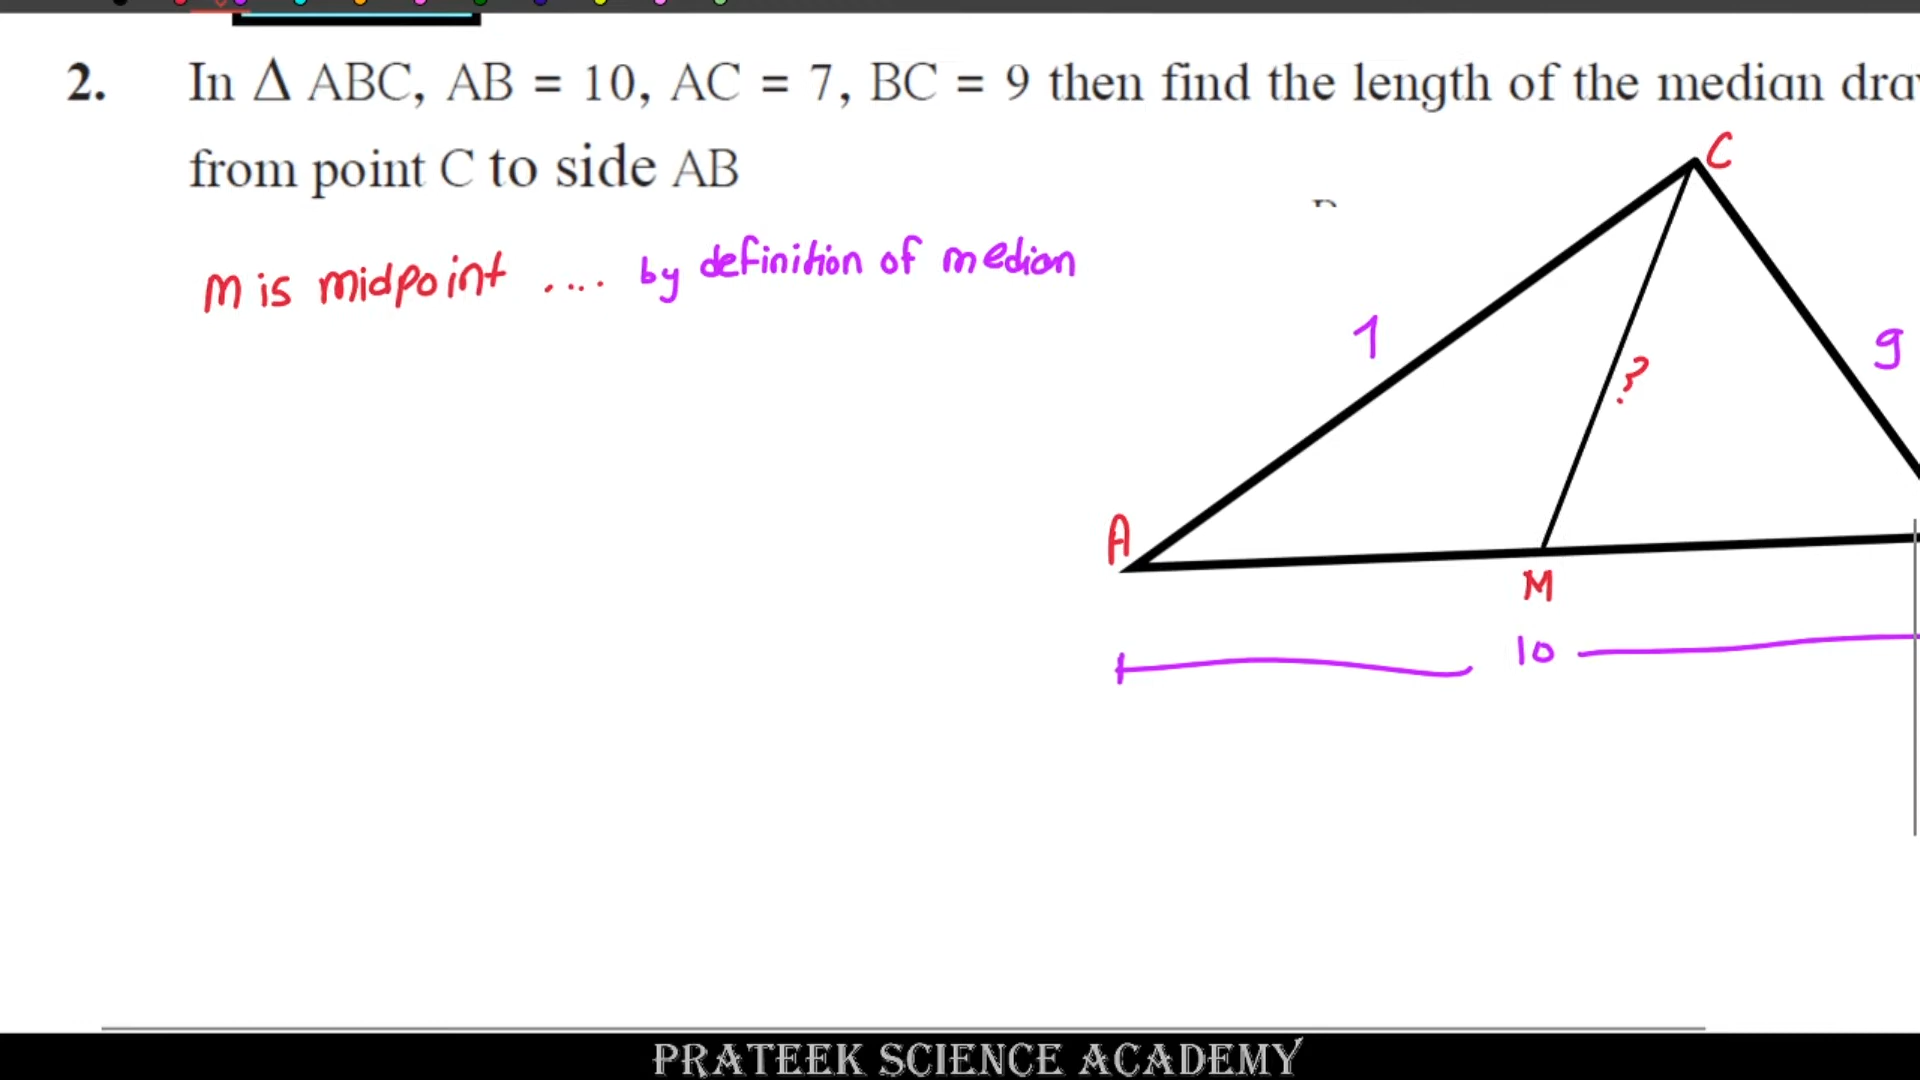 2. In Δ ABC, AB = 10, AC = 7, BC = 9 then find the length of the median
from point C to side AB
M is midpoint .... by definition of median
C
7
9
?
A
M
10
PRATEEK SCIENCE ACADEMY